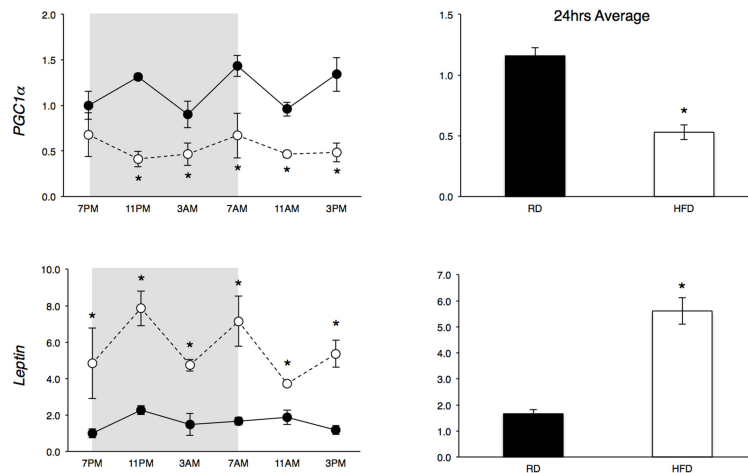 24hrs Average
PGC1α
2.0
1.5
1.0
0.5
0.0
* * * * *
7PM 11PM 3AM 7AM 11AM 3PM
1.5
1.0
0.5
0.0
*
RD HFD
Leptin
10.0
8.0
6.0
4.0
2.0
0.0
* * * * * *
7PM 11PM 3AM 7AM 11AM 3PM
7.0
6.0
5.0
4.0
3.0
2.0
1.0
0.0
*
RD HFD